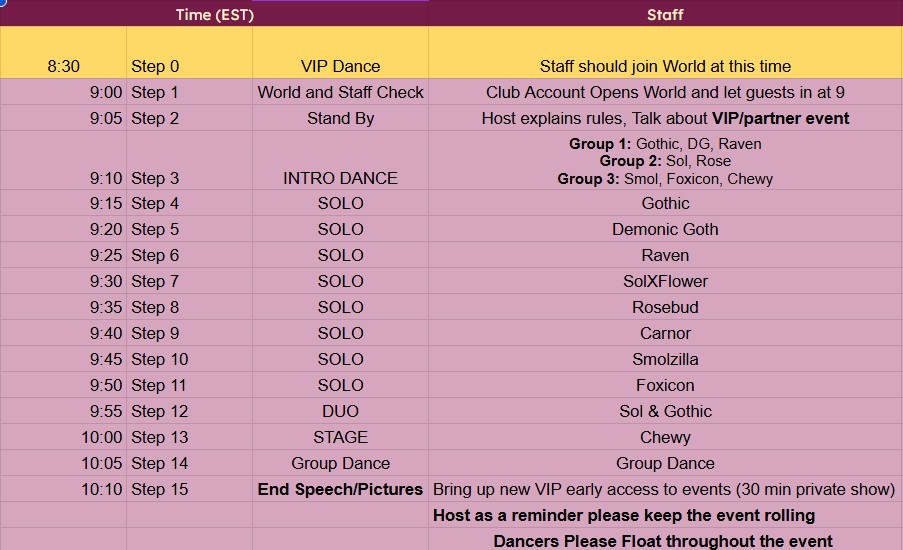 Time (EST) Staff
8:30 Step 0 VIP Dance Staff should join World at this time
9:00 Step 1 World and Staff Check Club Account Opens World and let guests in at 9
9:05 Step 2 Stand By Host explains rules, Talk about VIP/partner event
Group 1: Gothic, DG, Raven
Group 2: Sol, Rose
9:10 Step 3 INTRO DANCE Group 3: Smol, Foxicon, Chewy
9:15 Step 4 SOLO Gothic
9:20 Step 5 SOLO Demonic Goth
9:25 Step 6 SOLO Raven
9:30 Step 7 SOLO SolXFlower
9:35 Step 8 SOLO Rosebud
9:40 Step 9 SOLO Carnor
9:45 Step 10 SOLO Smolzilla
9:50 Step 11 SOLO Foxicon
9:55 Step 12 DUO Sol & Gothic
10:00 Step 13 STAGE Chewy
10:05 Step 14 Group Dance Group Dance
10:10 Step 15 End Speech/Pictures Bring up new VIP early access to events (30 min private show)
Host as a reminder please keep the event rolling
Dancers Please Float throughout the event